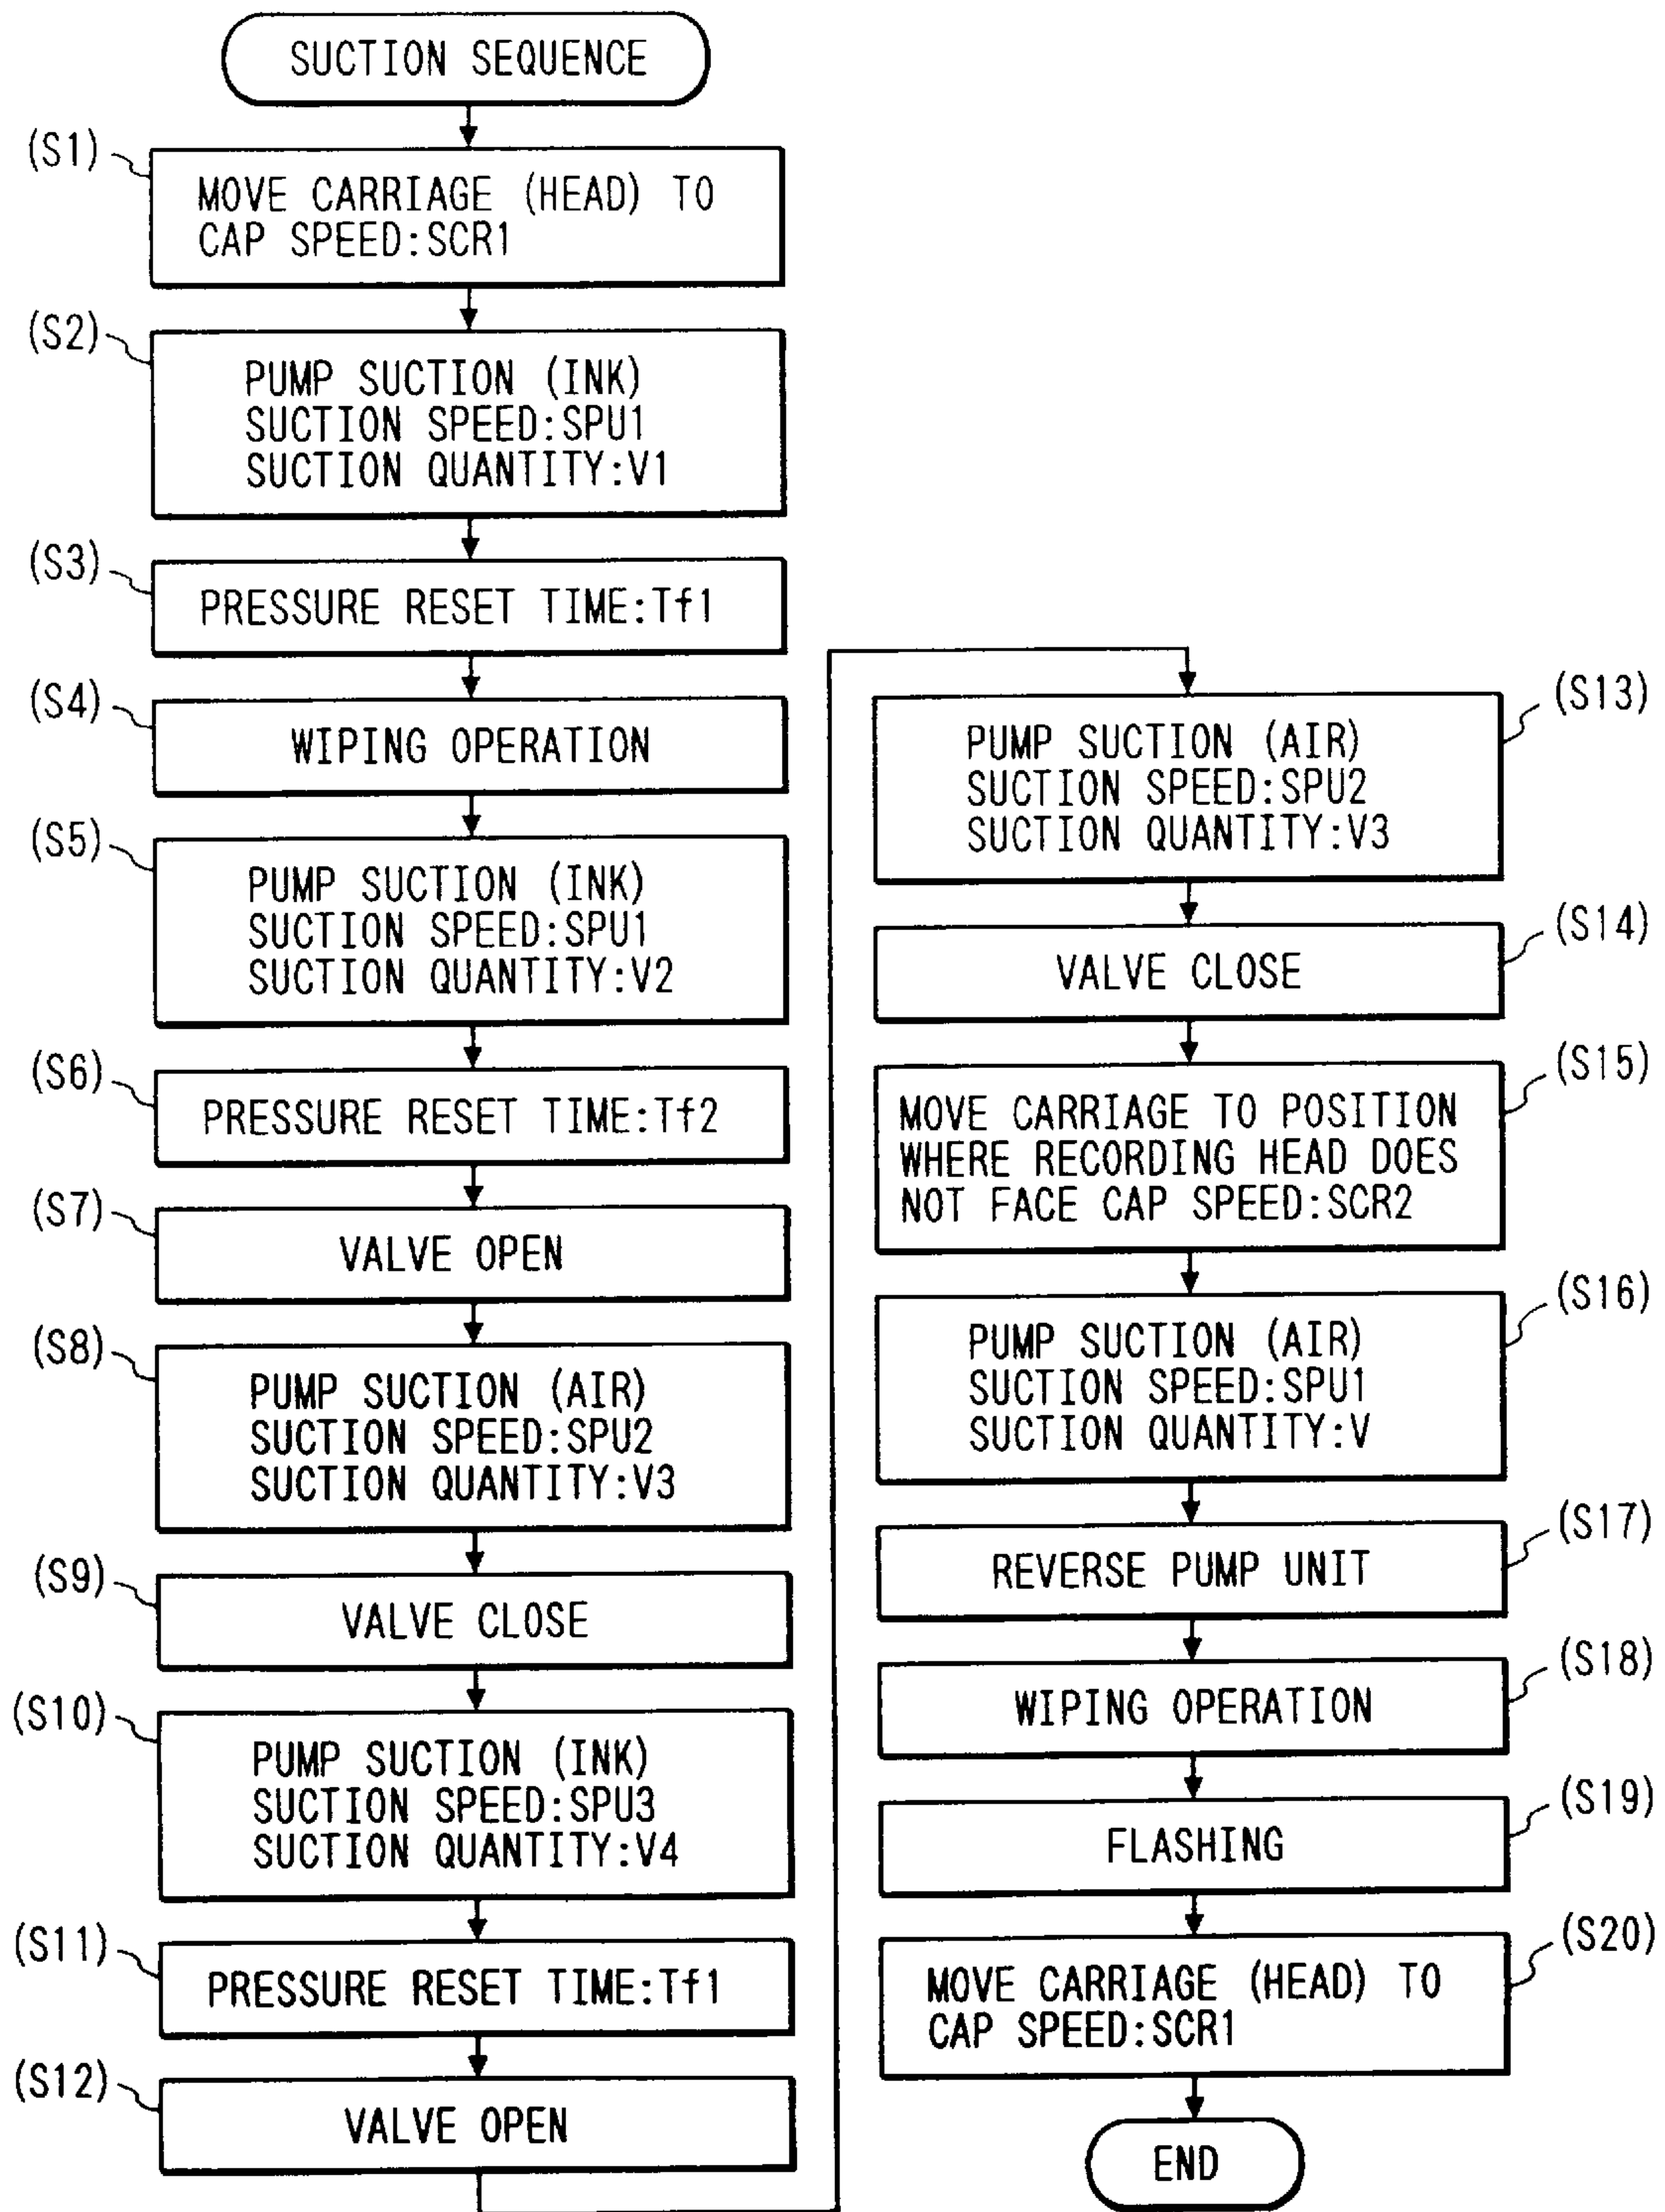 SUCTION SEQUENCE
(S1)
MOVE CARRIAGE (HEAD) TO
CAP SPEED:SCR1
(S2)
PUMP SUCTION (INK)
SUCTION SPEED:SPU1
SUCTION QUANTITY:V1
(S3)
PRESSURE RESET TIME:Tf1
(S4)
WIPING OPERATION
(S5)
PUMP SUCTION (INK)
SUCTION SPEED:SPU1
SUCTION QUANTITY:V2
(S6)
PRESSURE RESET TIME:Tf2
(S7)
VALVE OPEN
(S8)
PUMP SUCTION (AIR)
SUCTION SPEED:SPU2
SUCTION QUANTITY:V3
(S9)
VALVE CLOSE
(S10)
PUMP SUCTION (INK)
SUCTION SPEED:SPU3
SUCTION QUANTITY:V4
(S11)
PRESSURE RESET TIME:Tf1
(S12)
VALVE OPEN
(S13)
PUMP SUCTION (AIR)
SUCTION SPEED:SPU2
SUCTION QUANTITY:V3
(S14)
VALVE CLOSE
(S15)
MOVE CARRIAGE TO POSITION
WHERE RECORDING HEAD DOES
NOT FACE CAP SPEED:SCR2
(S16)
PUMP SUCTION (AIR)
SUCTION SPEED:SPU1
SUCTION QUANTITY:V
(S17)
REVERSE PUMP UNIT
(S18)
WIPING OPERATION
(S19)
FLASHING
(S20)
MOVE CARRIAGE (HEAD) TO
CAP SPEED:SCR1
END